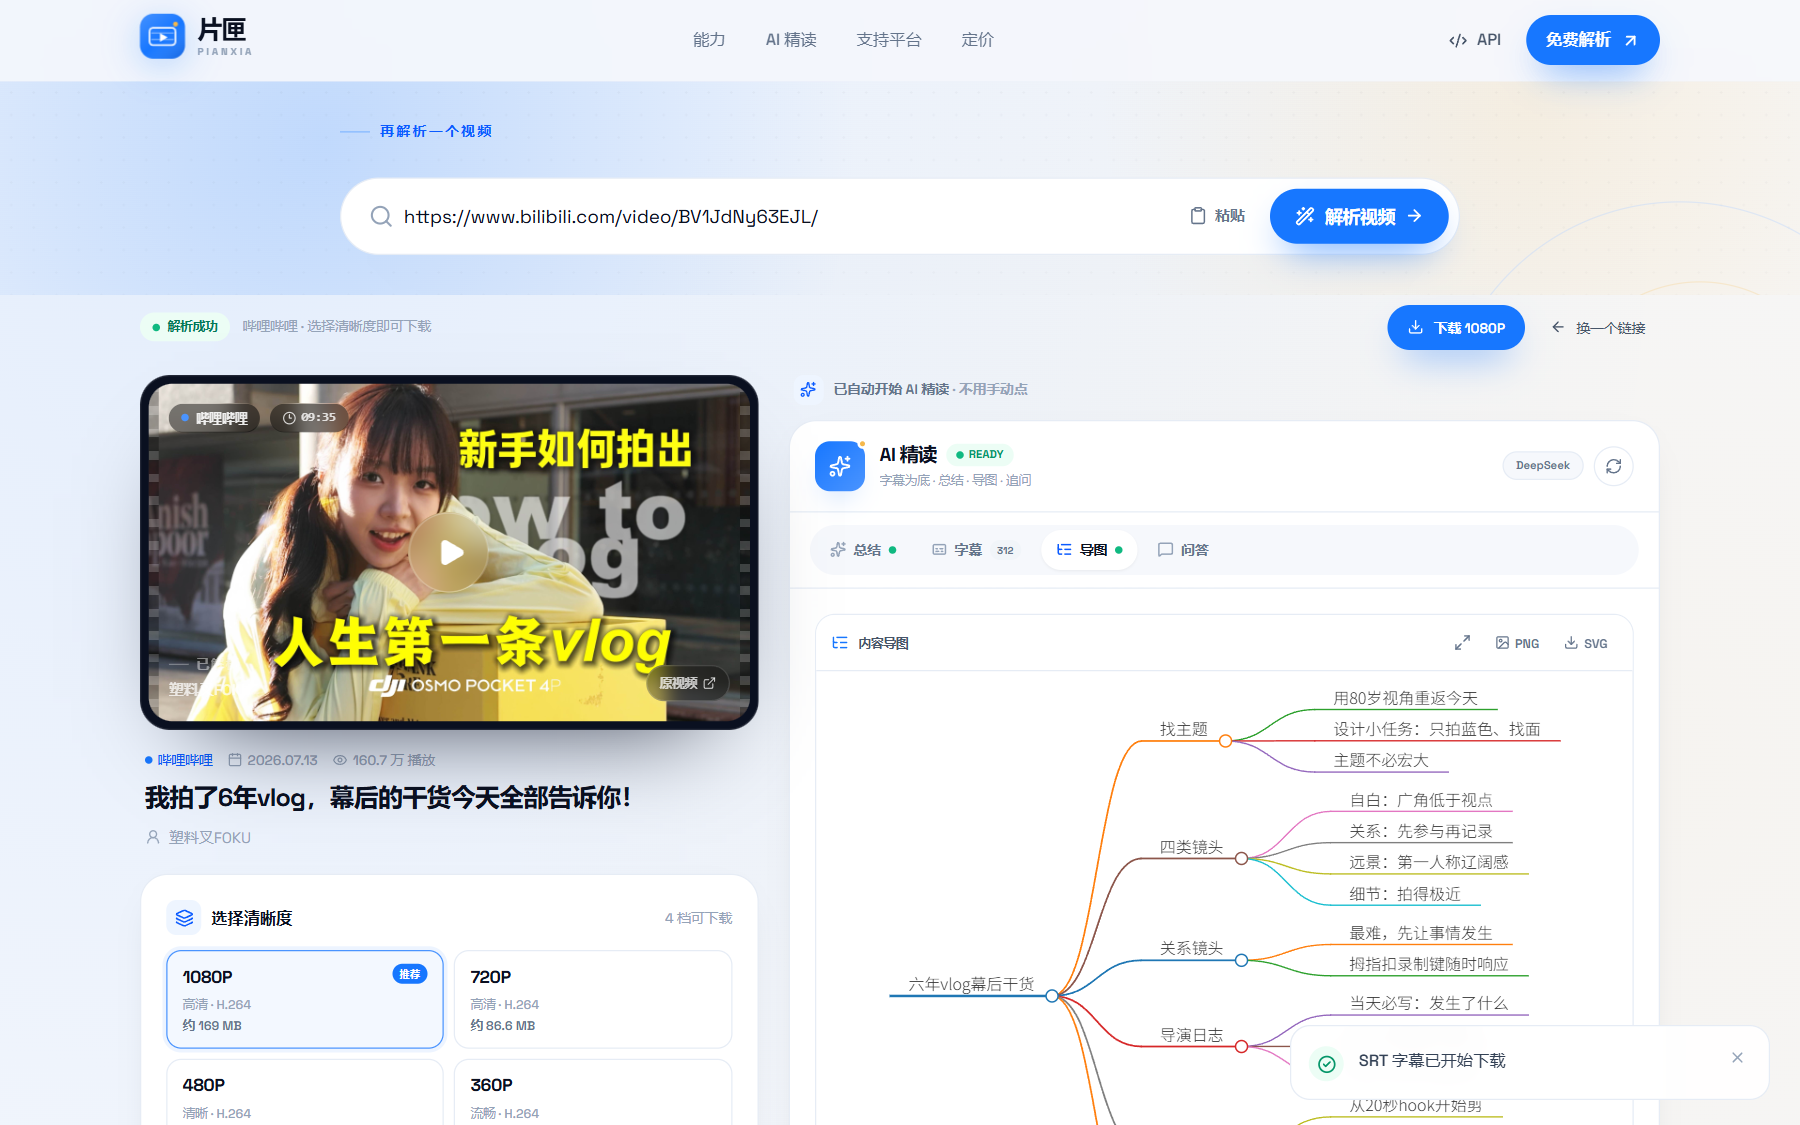 片匣
PIANXIA
能力
AI 精读
支持平台
定价
API
免费解析
再解析一个视频
https://www.bilibili.com/video/BV1JdNy63EJL/
粘贴
解析视频
解析成功
哔哩哔哩 · 选择清晰度即可下载
下载 1080P
换一个链接
哔哩哔哩
09:35
新手如何拍出
ow to
og
人生第一条vlog
dji OSMO POCKET 4P
原视频
哔哩哔哩
2026.07.13
160.7 万 播放
我拍了6年vlog，幕后的干货今天全部告诉你！
塑料叉FOKU
选择清晰度
4 档可下载
1080P
推荐
高清 · H.264
约 169 MB
720P
高清 · H.264
约 86.6 MB
480P
清晰 · H.264
360P
流畅 · H.264
已自动开始 AI 精读 · 不用手动点
AI 精读
READY
字幕为底 · 总结 · 导图 · 追问
DeepSeek
总结
字幕
312
导图
问答
内容导图
PNG
SVG
六年vlog幕后干货
找主题
用80岁视角重返今天
设计小任务：只拍蓝色、找面
主题不必宏大
四类镜头
自白：广角低于视点
关系：先参与再记录
远景：第一人称辽阔感
细节：拍得极近
关系镜头
最难，先让事情发生
拇指扣录制键随时响应
导演日志
当天必写：发生了什么
从20秒hook开始剪
SRT 字幕已开始下载